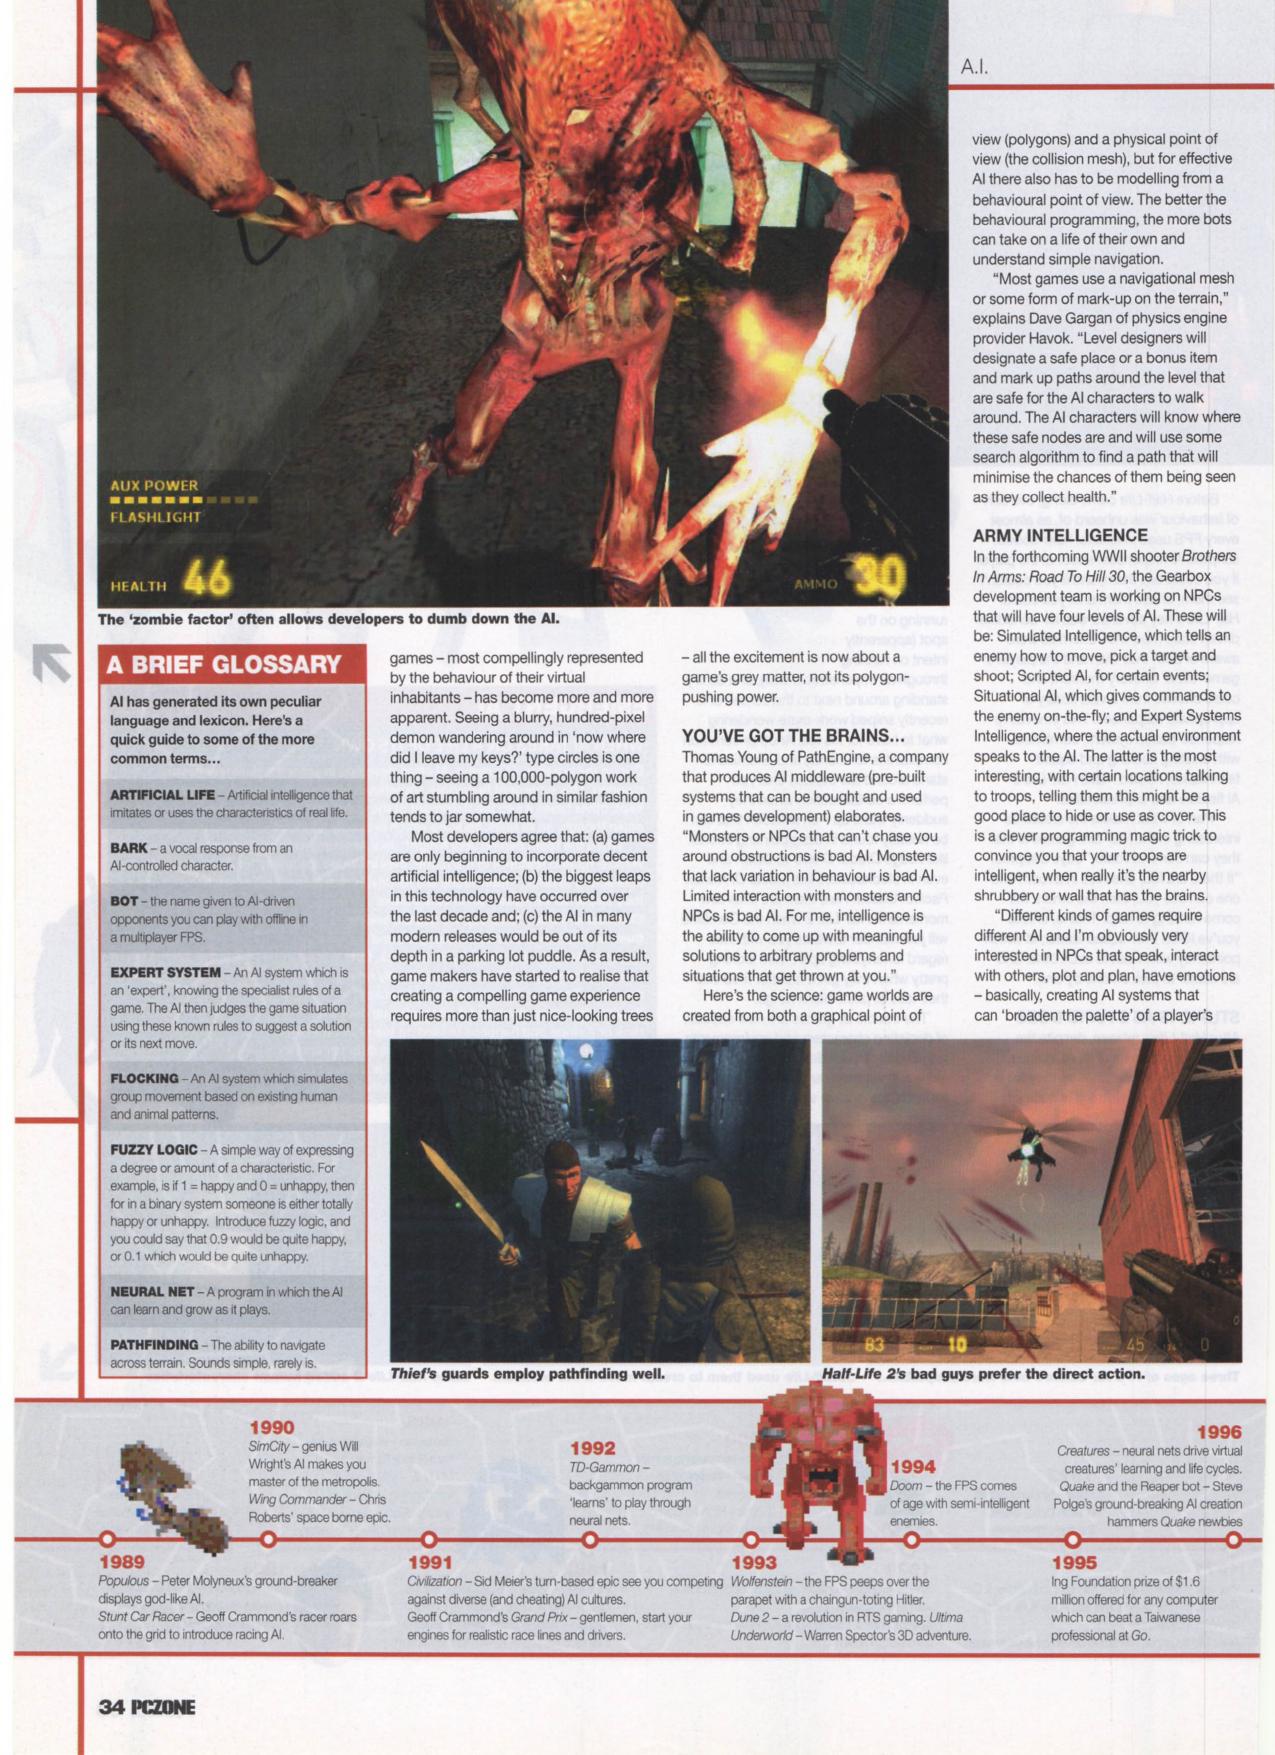 A.I.
AUX POWER
FLASHLIGHT
HEALTH 46
AMMO 30
The 'zombie factor' often allows developers to dumb down the AI.
A BRIEF GLOSSARY
AI has generated its own peculiar
language and lexicon. Here's a
quick guide to some of the more
common terms...
ARTIFICIAL LIFE – Artificial intelligence that
imitates or uses the characteristics of real life.
BARK – a vocal response from an
AI-controlled character.
BOT – the name given to AI-driven
opponents you can play with offline in
a multiplayer FPS.
EXPERT SYSTEM – An AI system which is
an 'expert', knowing the specialist rules of a
game. The AI then judges the game situation
using these known rules to suggest a solution
or its next move.
FLOCKING – An AI system which simulates
group movement based on existing human
and animal patterns.
FUZZY LOGIC – A simple way of expressing
a degree or amount of a characteristic. For
example, is if 1 = happy and 0 = unhappy, then
for in a binary system someone is either totally
happy or unhappy. Introduce fuzzy logic, and
you could say that 0.9 would be quite happy,
or 0.1 which would be quite unhappy.
NEURAL NET – A program in which the AI
can learn and grow as it plays.
PATHFINDING – The ability to navigate
across terrain. Sounds simple, rarely is.
games – most compellingly represented
by the behaviour of their virtual
inhabitants – has become more and more
apparent. Seeing a blurry, hundred-pixel
demon wandering around in 'now where
did I leave my keys?' type circles is one
thing – seeing a 100,000-polygon work
of art stumbling around in similar fashion
tends to jar somewhat.
Most developers agree that: (a) games
are only beginning to incorporate decent
artificial intelligence; (b) the biggest leaps
in this technology have occurred over
the last decade and; (c) the AI in many
modern releases would be out of its
depth in a parking lot puddle. As a result,
game makers have started to realise that
creating a compelling game experience
requires more than just nice-looking trees
– all the excitement is now about a
game's grey matter, not its polygon-
pushing power.
YOU'VE GOT THE BRAINS...
Thomas Young of PathEngine, a company
that produces AI middleware (pre-built
systems that can be bought and used
in games development) elaborates.
"Monsters or NPCs that can't chase you
around obstructions is bad AI. Monsters
that lack variation in behaviour is bad AI.
Limited interaction with monsters and
NPCs is bad AI. For me, intelligence is
the ability to come up with meaningful
solutions to arbitrary problems and
situations that get thrown at you."
Here's the science: game worlds are
created from both a graphical point of
view (polygons) and a physical point of
view (the collision mesh), but for effective
AI there also has to be modelling from a
behavioural point of view. The better the
behavioural programming, the more bots
can take on a life of their own and
understand simple navigation.
"Most games use a navigational mesh
or some form of mark-up on the terrain,"
explains Dave Gargan of physics engine
provider Havok. "Level designers will
designate a safe place or a bonus item
and mark up paths around the level that
are safe for the AI characters to walk
around. The AI characters will know where
these safe nodes are and will use some
search algorithm to find a path that will
minimise the chances of them being seen
as they collect health."
ARMY INTELLIGENCE
In the forthcoming WWII shooter Brothers
In Arms: Road To Hill 30, the Gearbox
development team is working on NPCs
that will have four levels of AI. These will
be: Simulated Intelligence, which tells an
enemy how to move, pick a target and
shoot; Scripted AI, for certain events;
Situational AI, which gives commands to
the enemy on-the-fly; and Expert Systems
Intelligence, where the actual environment
speaks to the AI. The latter is the most
interesting, with certain locations talking
to troops, telling them this might be a
good place to hide or use as cover. This
is a clever programming magic trick to
convince you that your troops are
intelligent, when really it's the nearby
shrubbery or wall that has the brains.
"Different kinds of games require
different AI and I'm obviously very
interested in NPCs that speak, interact
with others, plot and plan, have emotions
– basically, creating AI systems that
can 'broaden the palette' of a player's
83 10 45 0
Thief's guards employ pathfinding well.
Half-Life 2's bad guys prefer the direct action.
1989
Populous – Peter Molyneux's ground-breaker
displays god-like AI.
Stunt Car Racer – Geoff Crammond's racer roars
onto the grid to introduce racing AI.
1990
SimCity – genius Will
Wright's AI makes you
master of the metropolis.
Wing Commander – Chris
Roberts' space borne epic.
1991
Civilization – Sid Meier's turn-based epic see you competing
against diverse (and cheating) AI cultures.
Geoff Crammond's Grand Prix – gentlemen, start your
engines for realistic race lines and drivers.
1992
TD-Gammon –
backgammon program
'learns' to play through
neural nets.
1993
Wolfenstein – the FPS peeps over the
parapet with a chaingun-toting Hitler.
Dune 2 – a revolution in RTS gaming. Ultima
Underworld – Warren Spector's 3D adventure.
1994
Doom – the FPS comes
of age with semi-intelligent
enemies.
1995
Ing Foundation prize of $1.6
million offered for any computer
which can beat a Taiwanese
professional at Go.
1996
Creatures – neural nets drive virtual
creatures' learning and life cycles.
Quake and the Reaper bot – Steve
Polge's ground-breaking AI creation
hammers Quake newbies
34 PCZONE